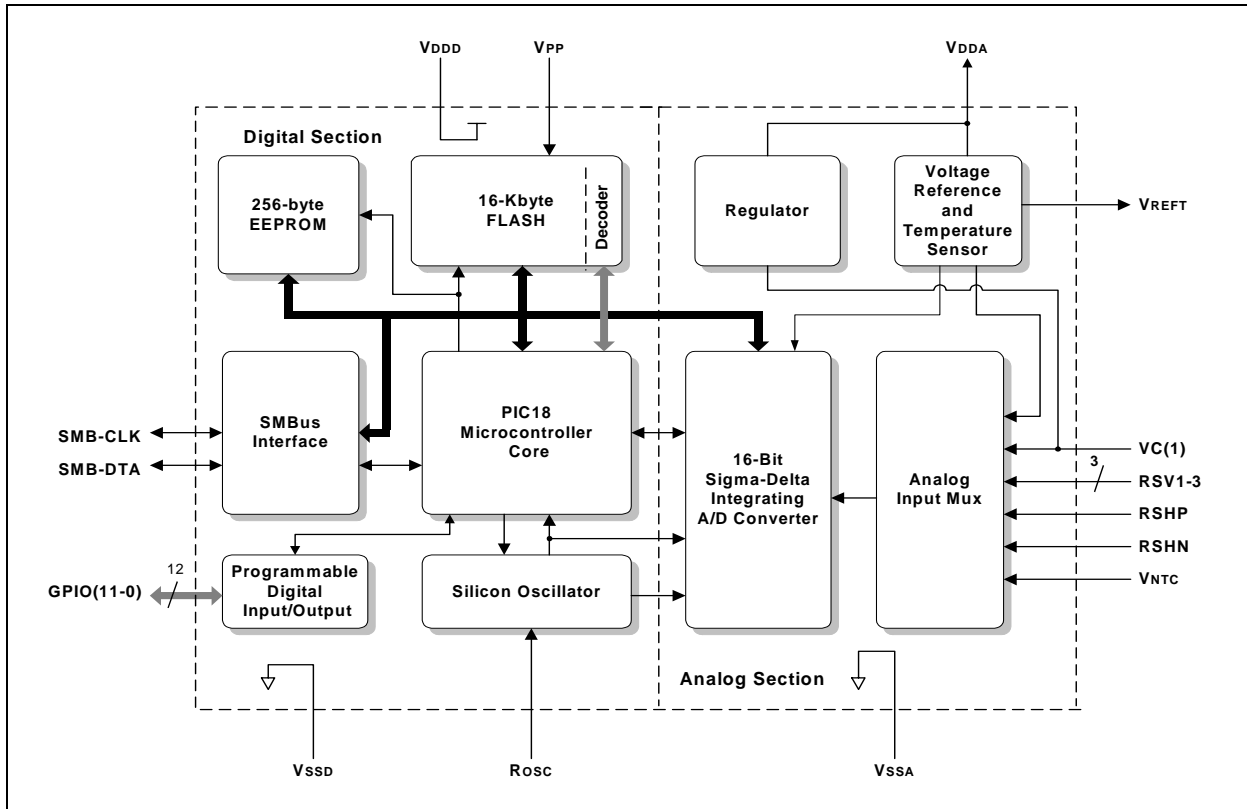 VDDD
VPP
VDDA
Digital Section
256-byte
EEPROM
16-Kbyte
FLASH
Decoder
Regulator
Voltage
Reference
and
Temperature
Sensor
VREFT
SMBus
Interface
PIC18
Microcontroller
Core
16-Bit
Sigma-Delta
Integrating
A/D Converter
Analog
Input Mux
SMB-CLK
SMB-DTA
VC(1)
3
RSV1-3
RSHP
RSHN
VNTC
GPIO(11-0)
12
Programmable
Digital
Input/Output
Silicon Oscillator
Analog Section
VSSD
ROSC
VSSA